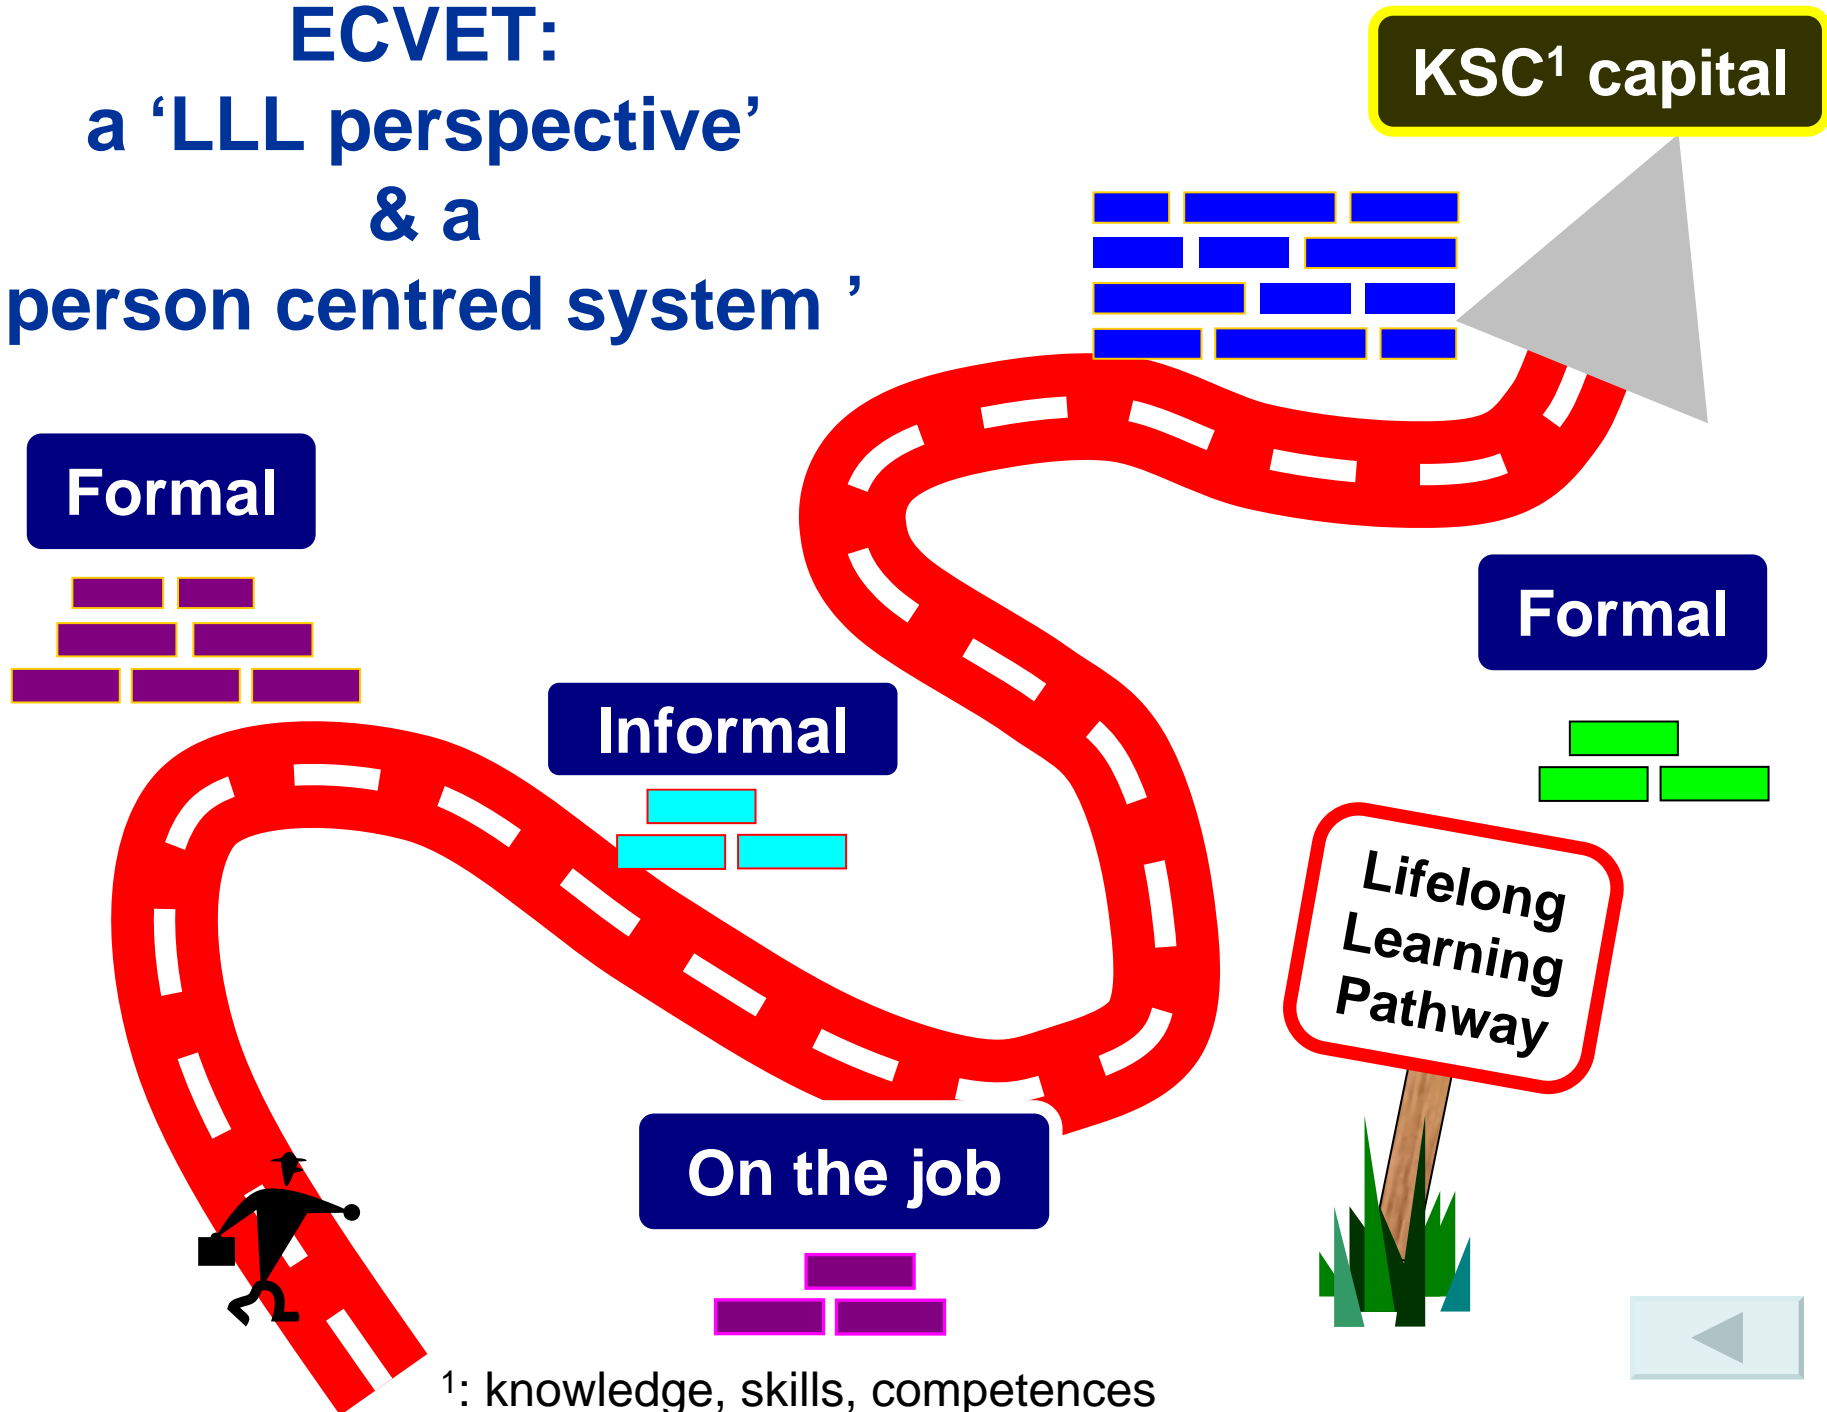 ECVET:
a ‘LLL perspective’
& a
person centred system ’
KSC¹ capital
Formal
Informal
Formal
Lifelong
Learning
Pathway
On the job
¹: knowledge, skills, competences